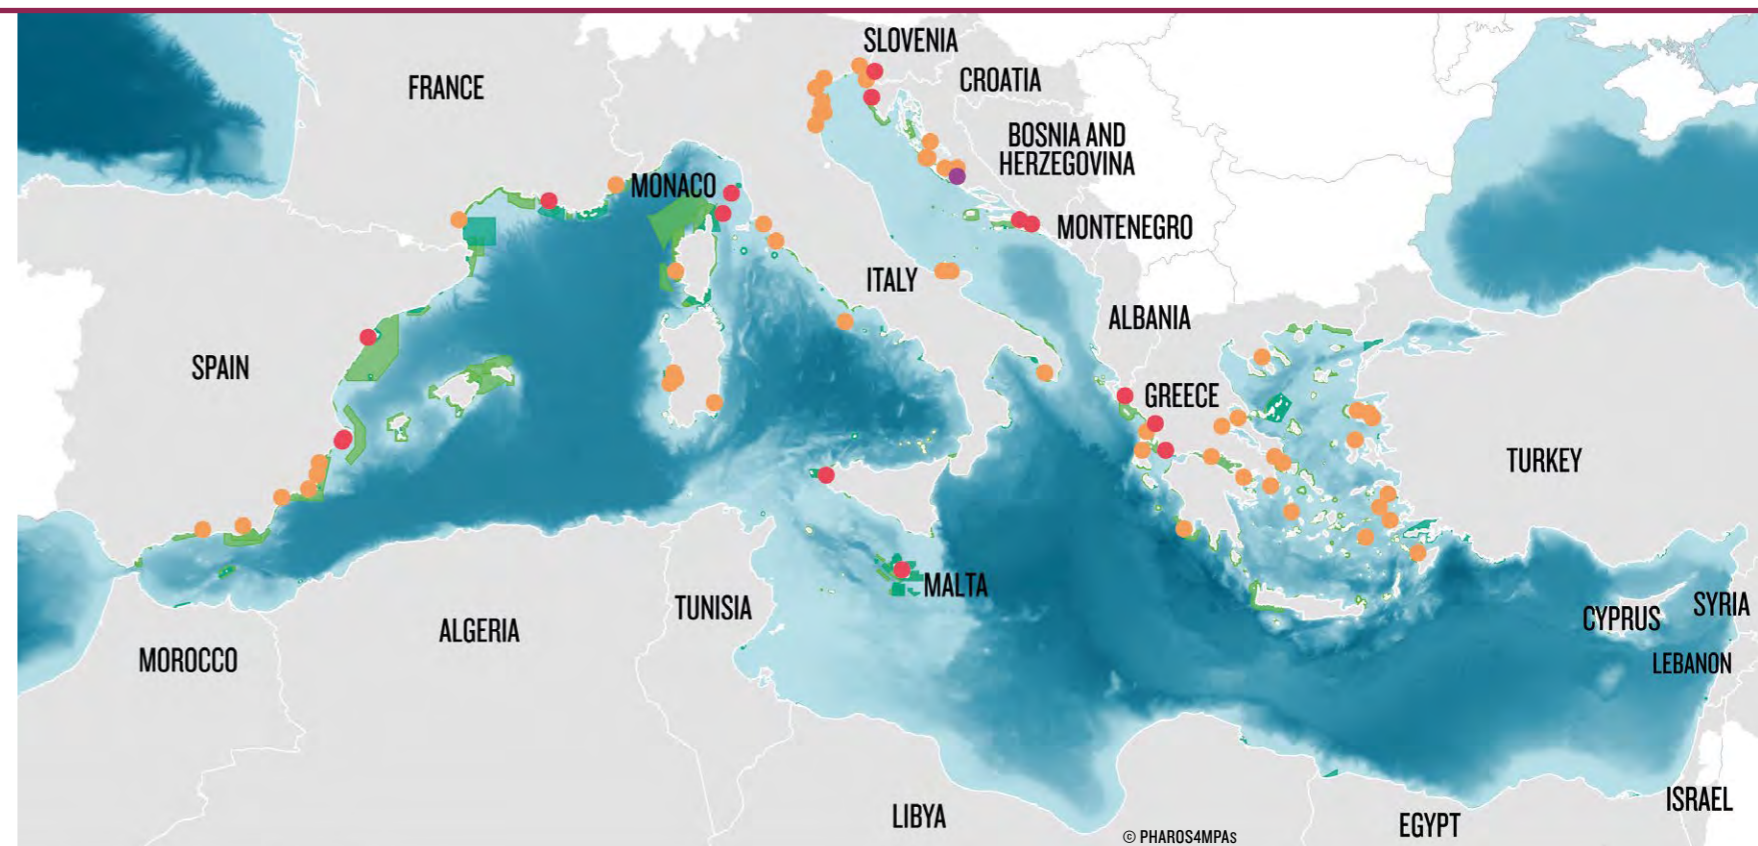 SLOVENIA
FRANCE
CROATIA
BOSNIA AND
HERZEGOVINA
MONACO
MONTENEGRO
ITALY
ALBANIA
SPAIN
GREECE
TURKEY
MALTA
TUNISIA
SYRIA
CYPRUS
ALGERIA
MOROCCO
LEBANON
ISRAEL
LIBYA
EGYPT
© PHAROS4MPAs